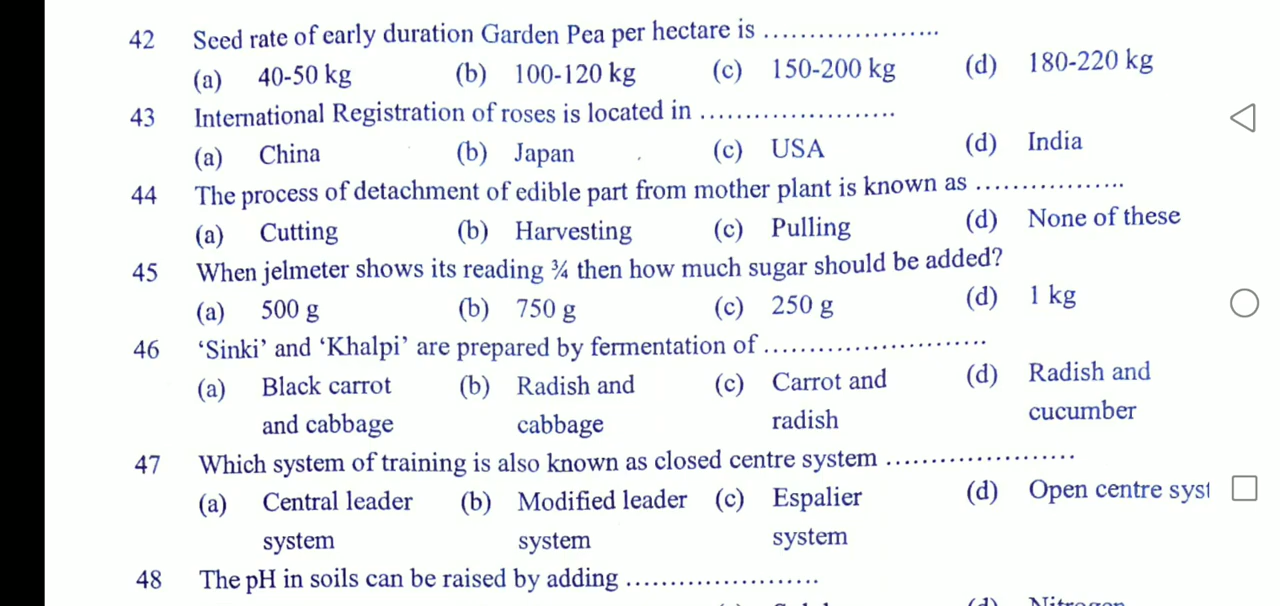 42 Seed rate of early duration Garden Pea per hectare is ....................
(a) 40-50 kg (b) 100-120 kg (c) 150-200 kg (d) 180-220 kg
43 International Registration of roses is located in ......................
(a) China (b) Japan (c) USA (d) India
44 The process of detachment of edible part from mother plant is known as .................
(a) Cutting (b) Harvesting (c) Pulling (d) None of these
45 When jelmeter shows its reading ¾ then how much sugar should be added?
(a) 500 g (b) 750 g (c) 250 g (d) 1 kg
46 ‘Sinki’ and ‘Khalpi’ are prepared by fermentation of .........................
(a) Black carrot (b) Radish and (c) Carrot and (d) Radish and
and cabbage cabbage radish cucumber
47 Which system of training is also known as closed centre system .....................
(a) Central leader (b) Modified leader (c) Espalier (d) Open centre syst
system system system
48 The pH in soils can be raised by adding ......................
(d) Nitrogen